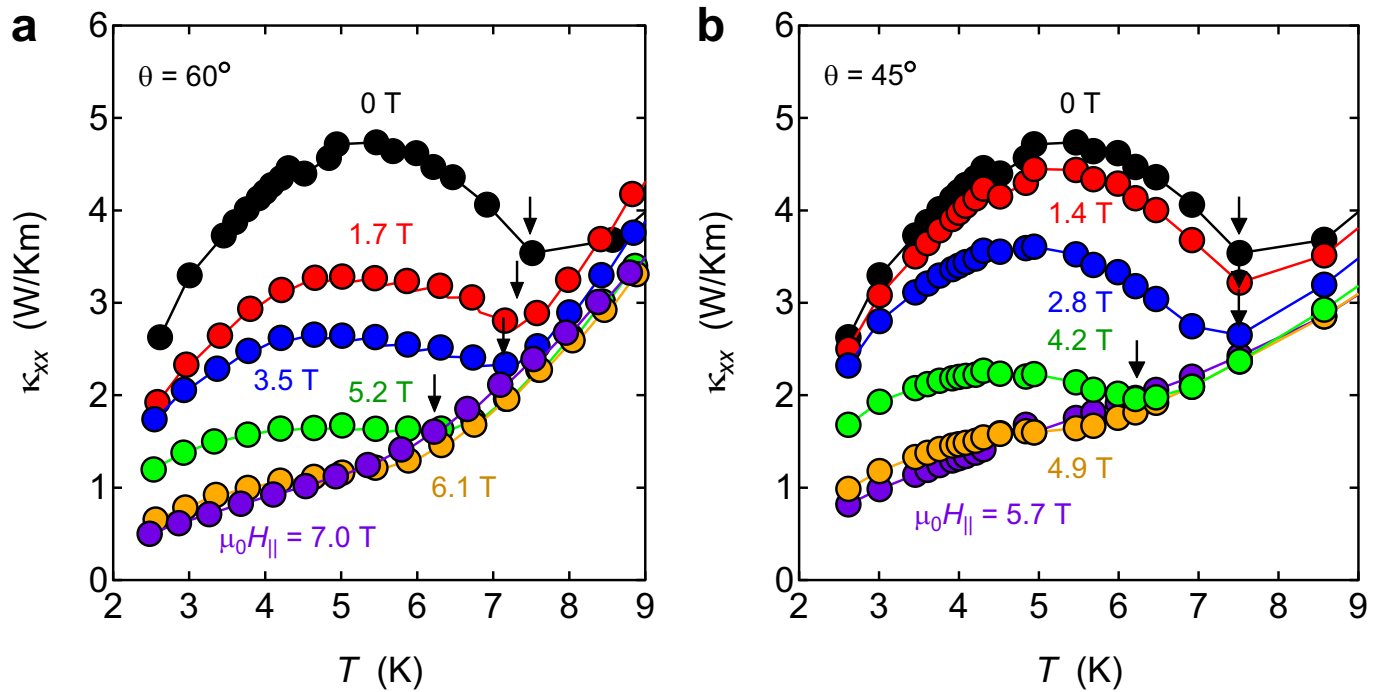 a
θ = 60°
0 T
1.7 T
3.5 T
5.2 T
6.1 T
μ₀H|| = 7.0 T
κxx (W/Km)
0
1
2
3
4
5
6
2 3 4 5 6 7 8 9
T (K)
b
θ = 45°
0 T
1.4 T
2.8 T
4.2 T
4.9 T
μ₀H|| = 5.7 T
κxx (W/Km)
0
1
2
3
4
5
6
2 3 4 5 6 7 8 9
T (K)